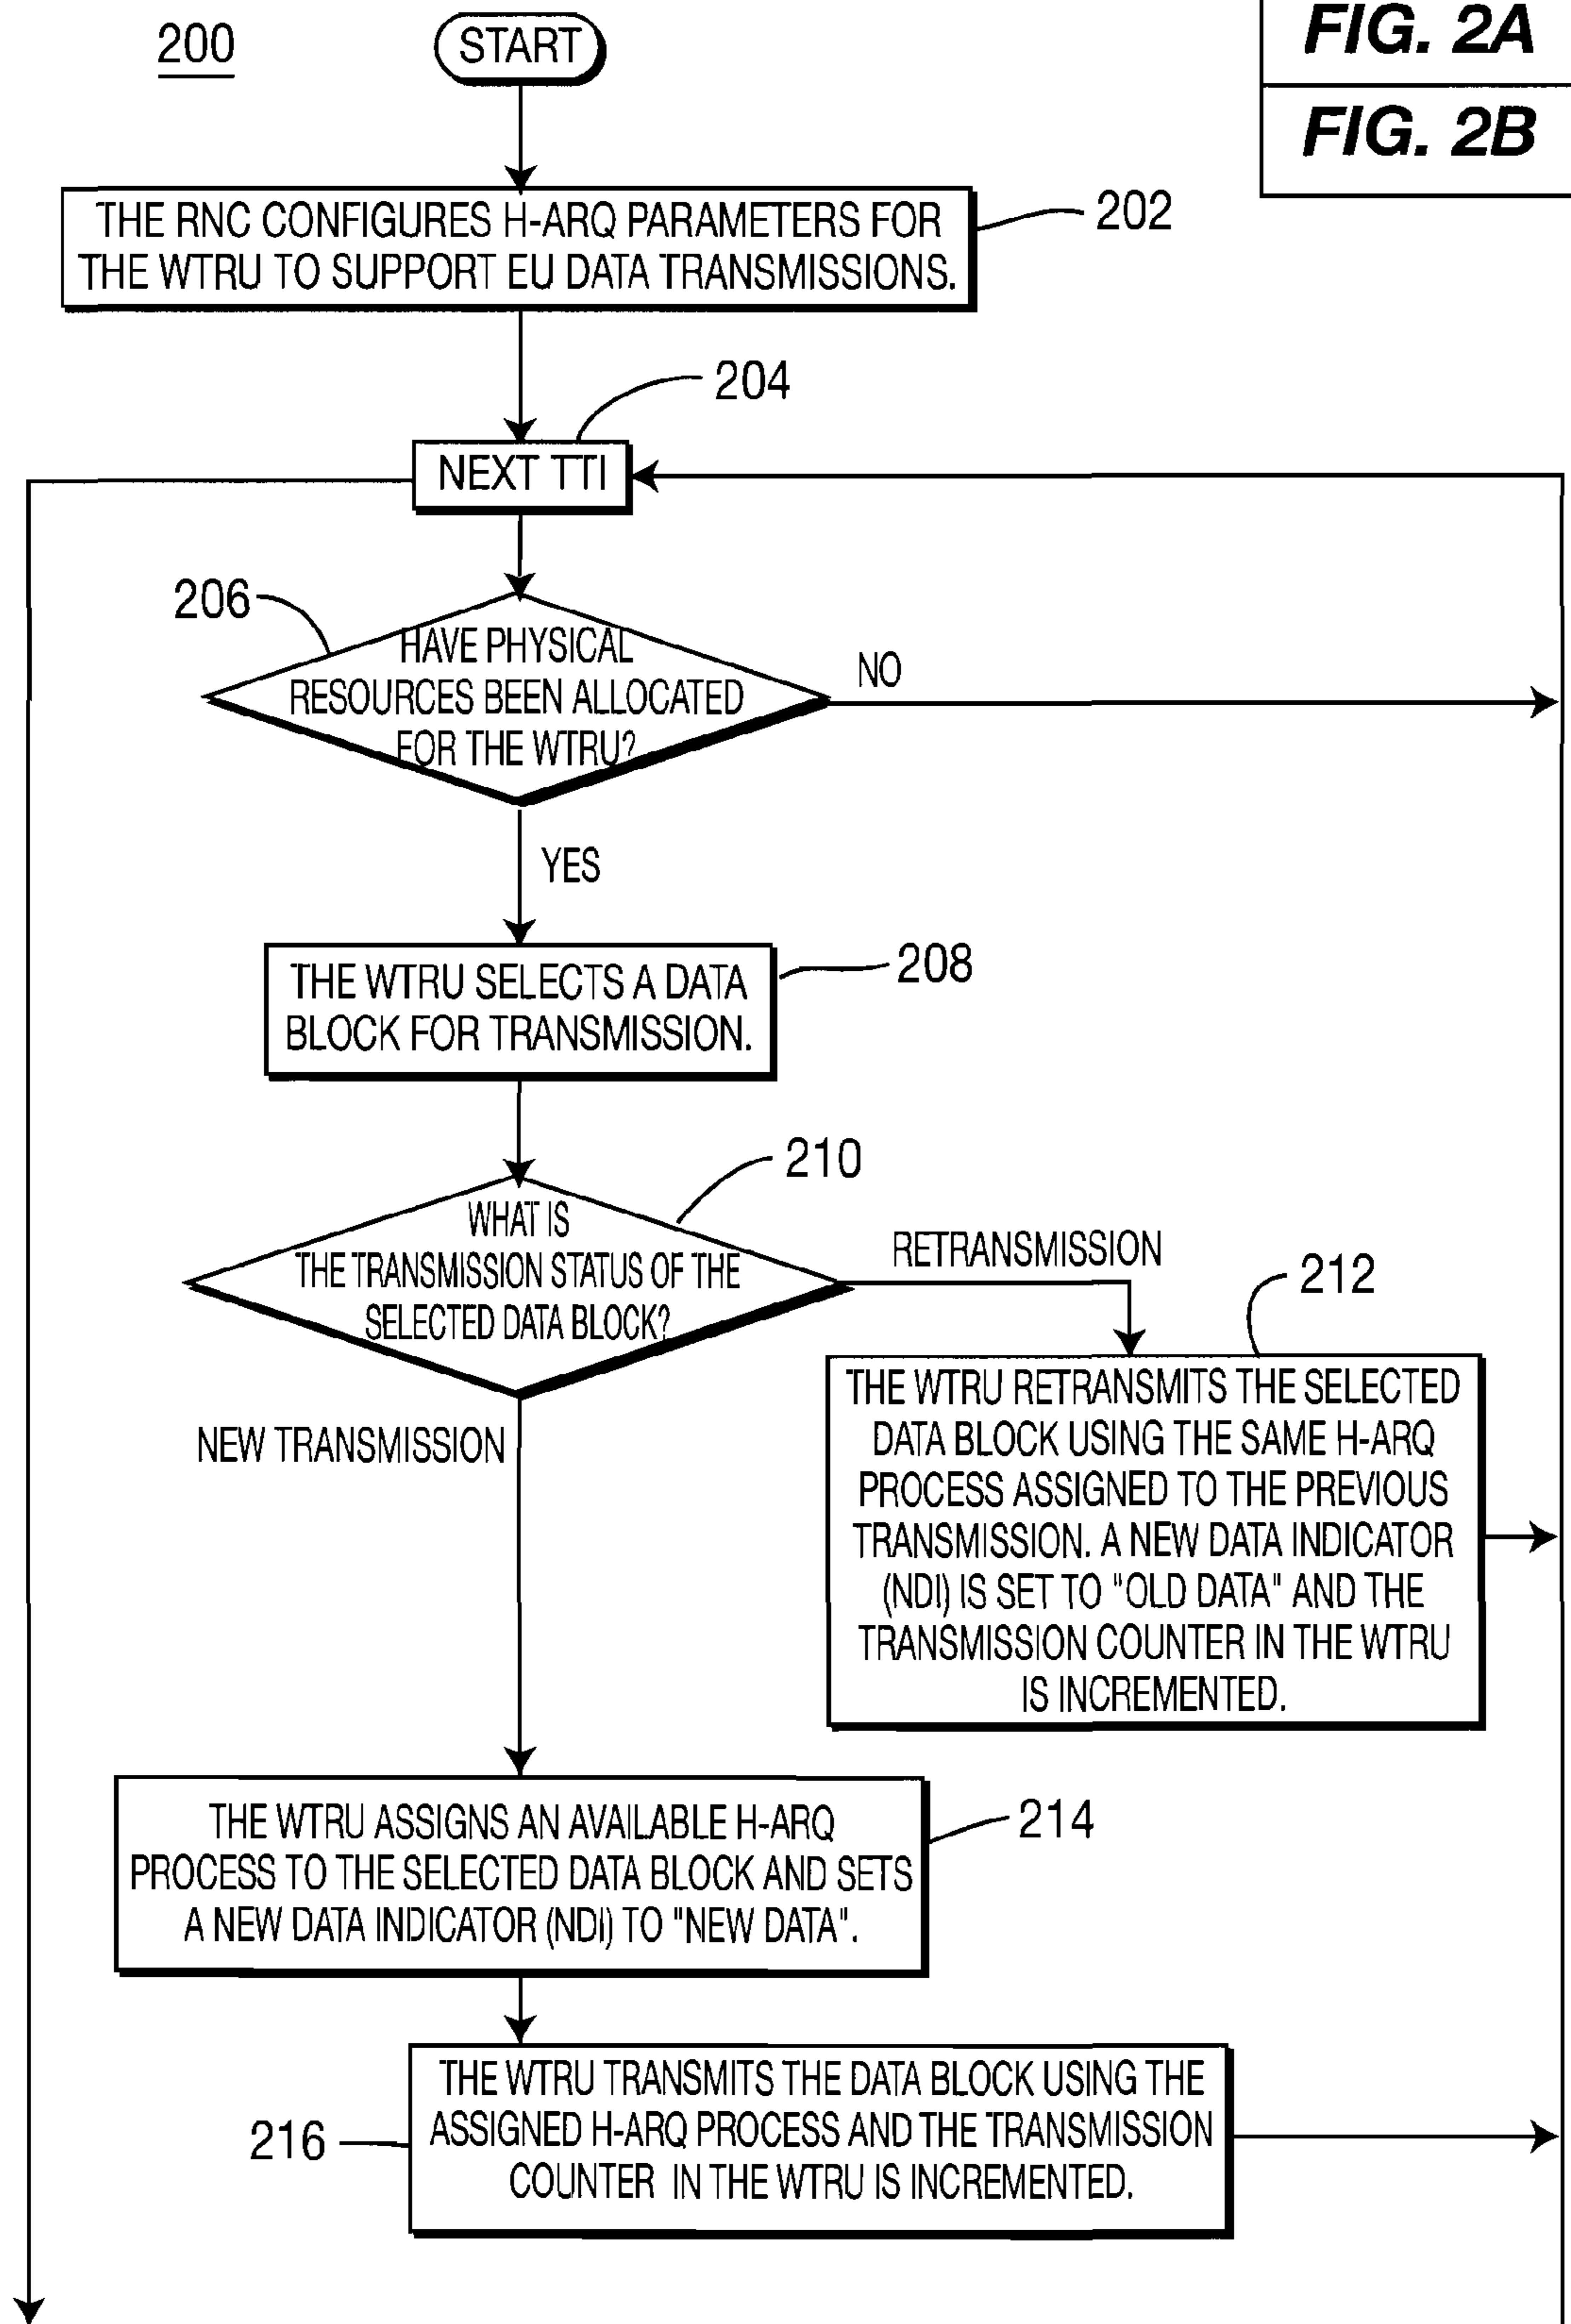 200
START
FIG. 2A
FIG. 2B
THE RNC CONFIGURES H-ARQ PARAMETERS FOR
THE WTRU TO SUPPORT EU DATA TRANSMISSIONS.
202
204
NEXT TTI
206
HAVE PHYSICAL
RESOURCES BEEN ALLOCATED
FOR THE WTRU?
NO
YES
THE WTRU SELECTS A DATA
BLOCK FOR TRANSMISSION.
208
210
WHAT IS
THE TRANSMISSION STATUS OF THE
SELECTED DATA BLOCK?
RETRANSMISSION
212
THE WTRU RETRANSMITS THE SELECTED
DATA BLOCK USING THE SAME H-ARQ
PROCESS ASSIGNED TO THE PREVIOUS
TRANSMISSION. A NEW DATA INDICATOR
(NDI) IS SET TO "OLD DATA" AND THE
TRANSMISSION COUNTER IN THE WTRU
IS INCREMENTED.
NEW TRANSMISSION
THE WTRU ASSIGNS AN AVAILABLE H-ARQ
PROCESS TO THE SELECTED DATA BLOCK AND SETS
A NEW DATA INDICATOR (NDI) TO "NEW DATA".
214
THE WTRU TRANSMITS THE DATA BLOCK USING THE
ASSIGNED H-ARQ PROCESS AND THE TRANSMISSION
COUNTER IN THE WTRU IS INCREMENTED.
216